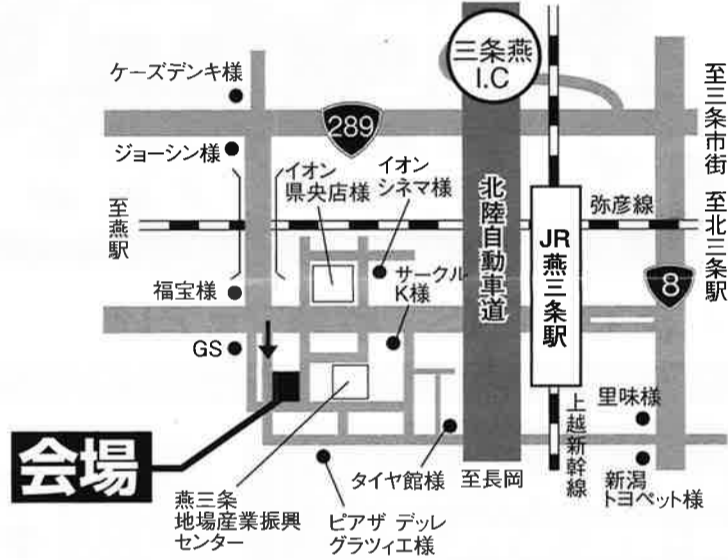 三条燕
I.C
ケーズデンキ様
289
ジョーシン様
イオン
県央店様
イオン
シネマ様
至三条市街
至北三条駅
至燕駅
弥彦線
北陸自動車道
JR燕三条駅
8
福宝様
サークル
K様
GS
会場
里味様
上越新幹線
新潟
トヨペット様
タイヤ館様
至長岡
燕三条
地場産業振興
センター
ピアザ デッレ
グラツィエ様